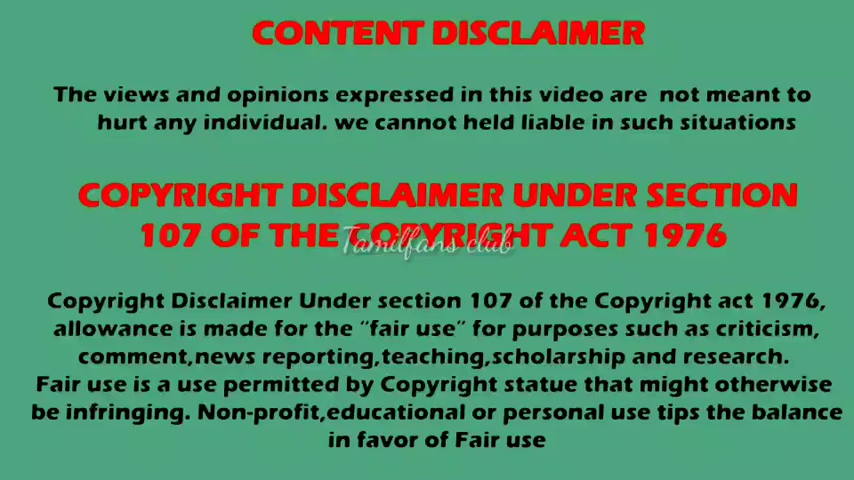 CONTENT DISCLAIMER
The views and opinions expressed in this video are not meant to
hurt any individual. we cannot held liable in such situations
COPYRIGHT DISCLAIMER UNDER SECTION
107 OF THE COPYRIGHT ACT 1976
Tamilfans club
Copyright Disclaimer Under section 107 of the Copyright act 1976,
allowance is made for the "fair use" for purposes such as criticism,
comment,news reporting,teaching,scholarship and research.
Fair use is a use permitted by Copyright statue that might otherwise
be infringing. Non-profit,educational or personal use tips the balance
in favor of Fair use